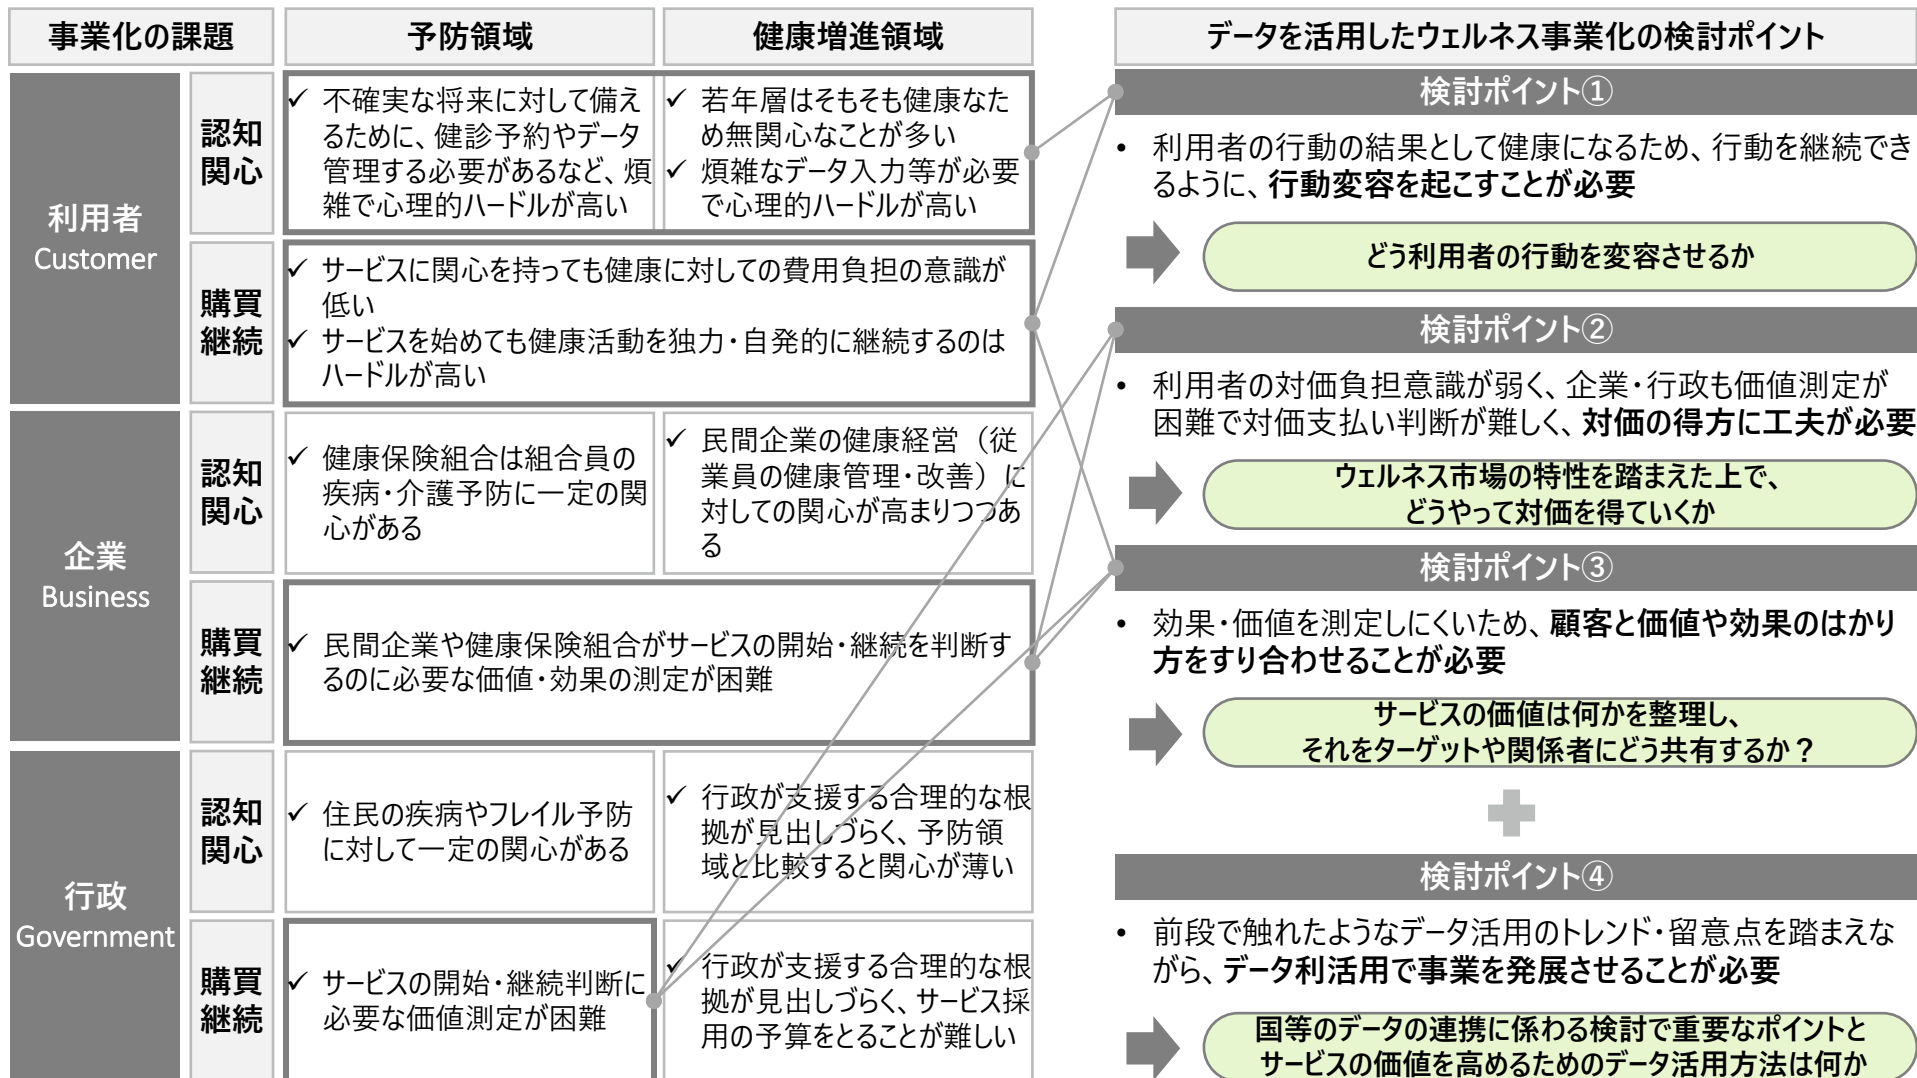 事業化の課題
予防領域
健康増進領域
利用者
Customer
認知
関心
✓ 不確実な将来に対して備え
るために、健診予約やデータ
管理する必要があるなど、煩
雑で心理的ハードルが高い
✓ 若年層はそもそも健康なた
め無関心なことが多い
✓ 煩雑なデータ入力等が必要
で心理的ハードルが高い
購買
継続
✓ サービスに関心を持っても健康に対しての費用負担の意識が
低い
✓ サービスを始めても健康活動を独力・自発的に継続するのは
ハードルが高い
企業
Business
認知
関心
✓ 健康保険組合は組合員の
疾病・介護予防に一定の関
心がある
✓ 民間企業の健康経営（従
業員の健康管理・改善）に
対しての関心が高まりつつあ
る
購買
継続
✓ 民間企業や健康保険組合がサービスの開始・継続を判断す
るのに必要な価値・効果の測定が困難
行政
Government
認知
関心
✓ 住民の疾病やフレイル予防
に対して一定の関心がある
✓ 行政が支援する合理的な根
拠が見出しづらく、予防領
域と比較すると関心が薄い
購買
継続
✓ サービスの開始・継続判断に
必要な価値測定が困難
✓ 行政が支援する合理的な根
拠が見出しづらく、サービス採
用の予算をとることが難しい
データを活用したウェルネス事業化の検討ポイント
検討ポイント①
• 利用者の行動の結果として健康になるため、行動を継続でき
るように、行動変容を起こすことが必要
どう利用者の行動を変容させるか
検討ポイント②
• 利用者の対価負担意識が弱く、企業・行政も価値測定が
困難で対価支払い判断が難しく、対価の得方に工夫が必要
ウェルネス市場の特性を踏まえた上で、
どうやって対価を得ていくか
検討ポイント③
• 効果・価値を測定しにくいため、顧客と価値や効果のはかり
方をすり合わせることが必要
サービスの価値は何かを整理し、
それをターゲットや関係者にどう共有するか？
検討ポイント④
• 前段で触れたようなデータ活用のトレンド・留意点を踏まえな
がら、データ利活用で事業を発展させることが必要
国等のデータの連携に係わる検討で重要なポイントと
サービスの価値を高めるためのデータ活用方法は何か